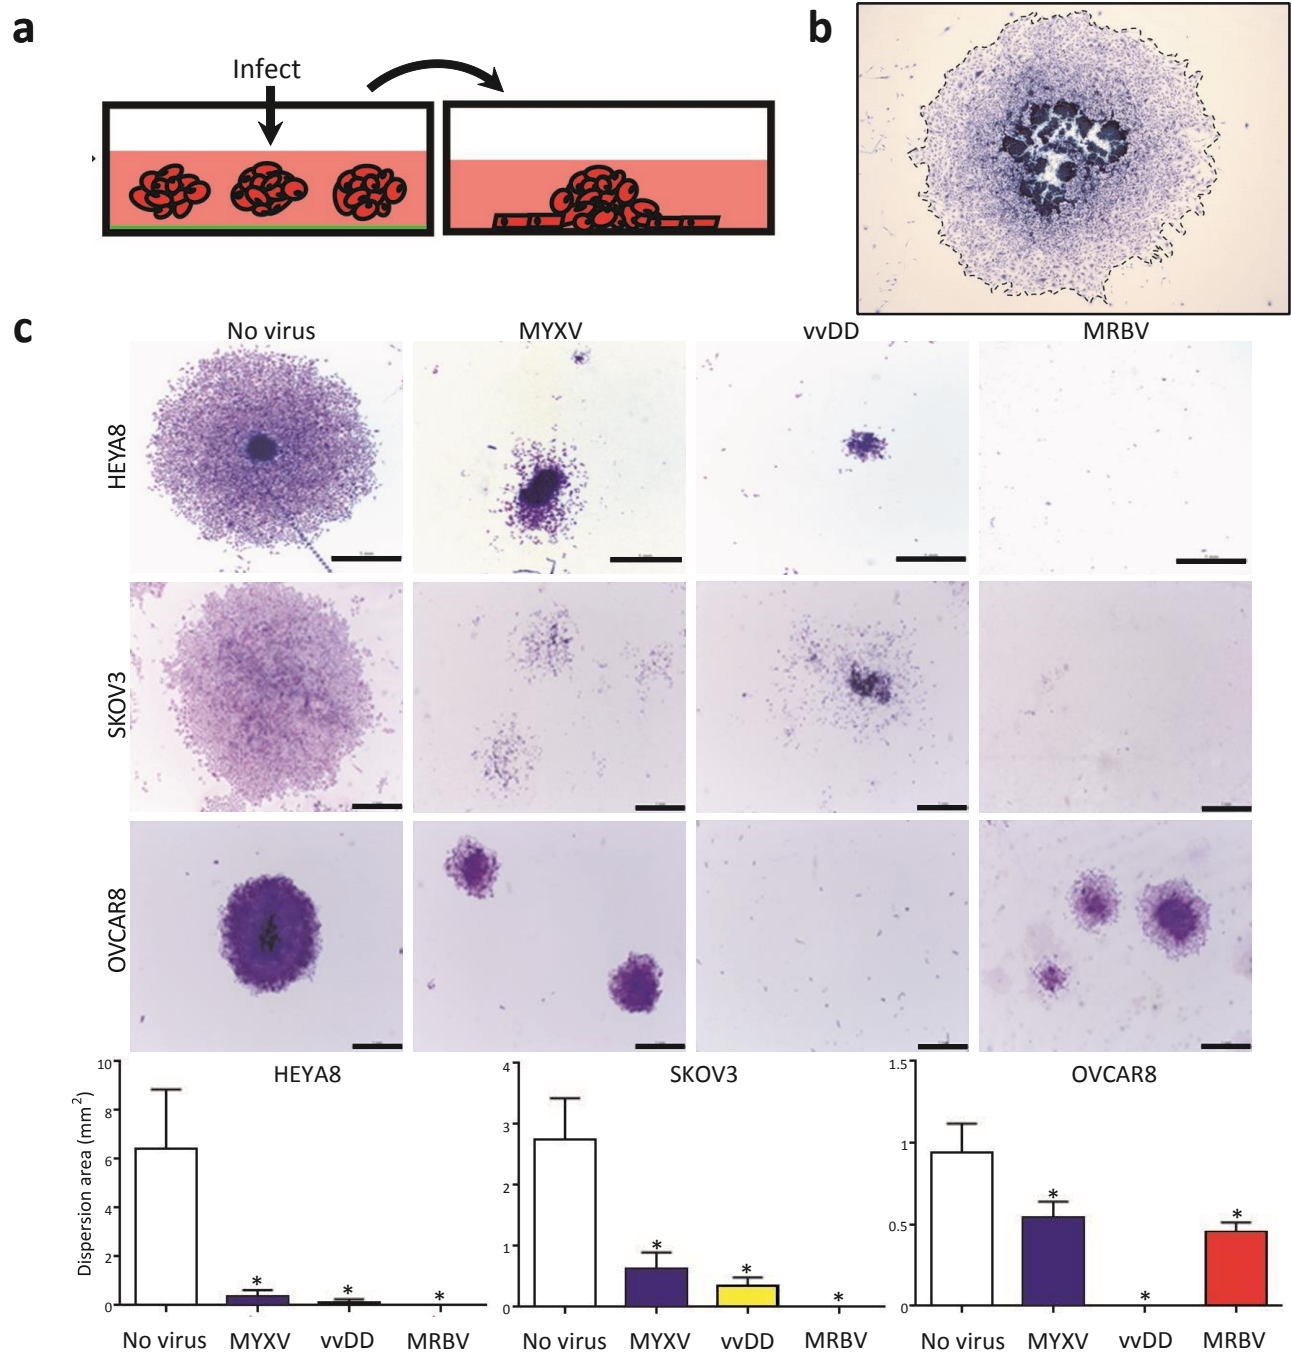 a
b
Infect
c
No virus MYXV vvDD MRBV
HEYA8
SKOV3
OVCAR8
HEYA8 SKOV3 OVCAR8
Dispersion area (mm²)
10
8
6
4
2
0
* * *
No virus MYXV vvDD MRBV
4
3
2
1
0
* * *
No virus MYXV vvDD MRBV
1.5
1
0.5
0
* * *
No virus MYXV vvDD MRBV